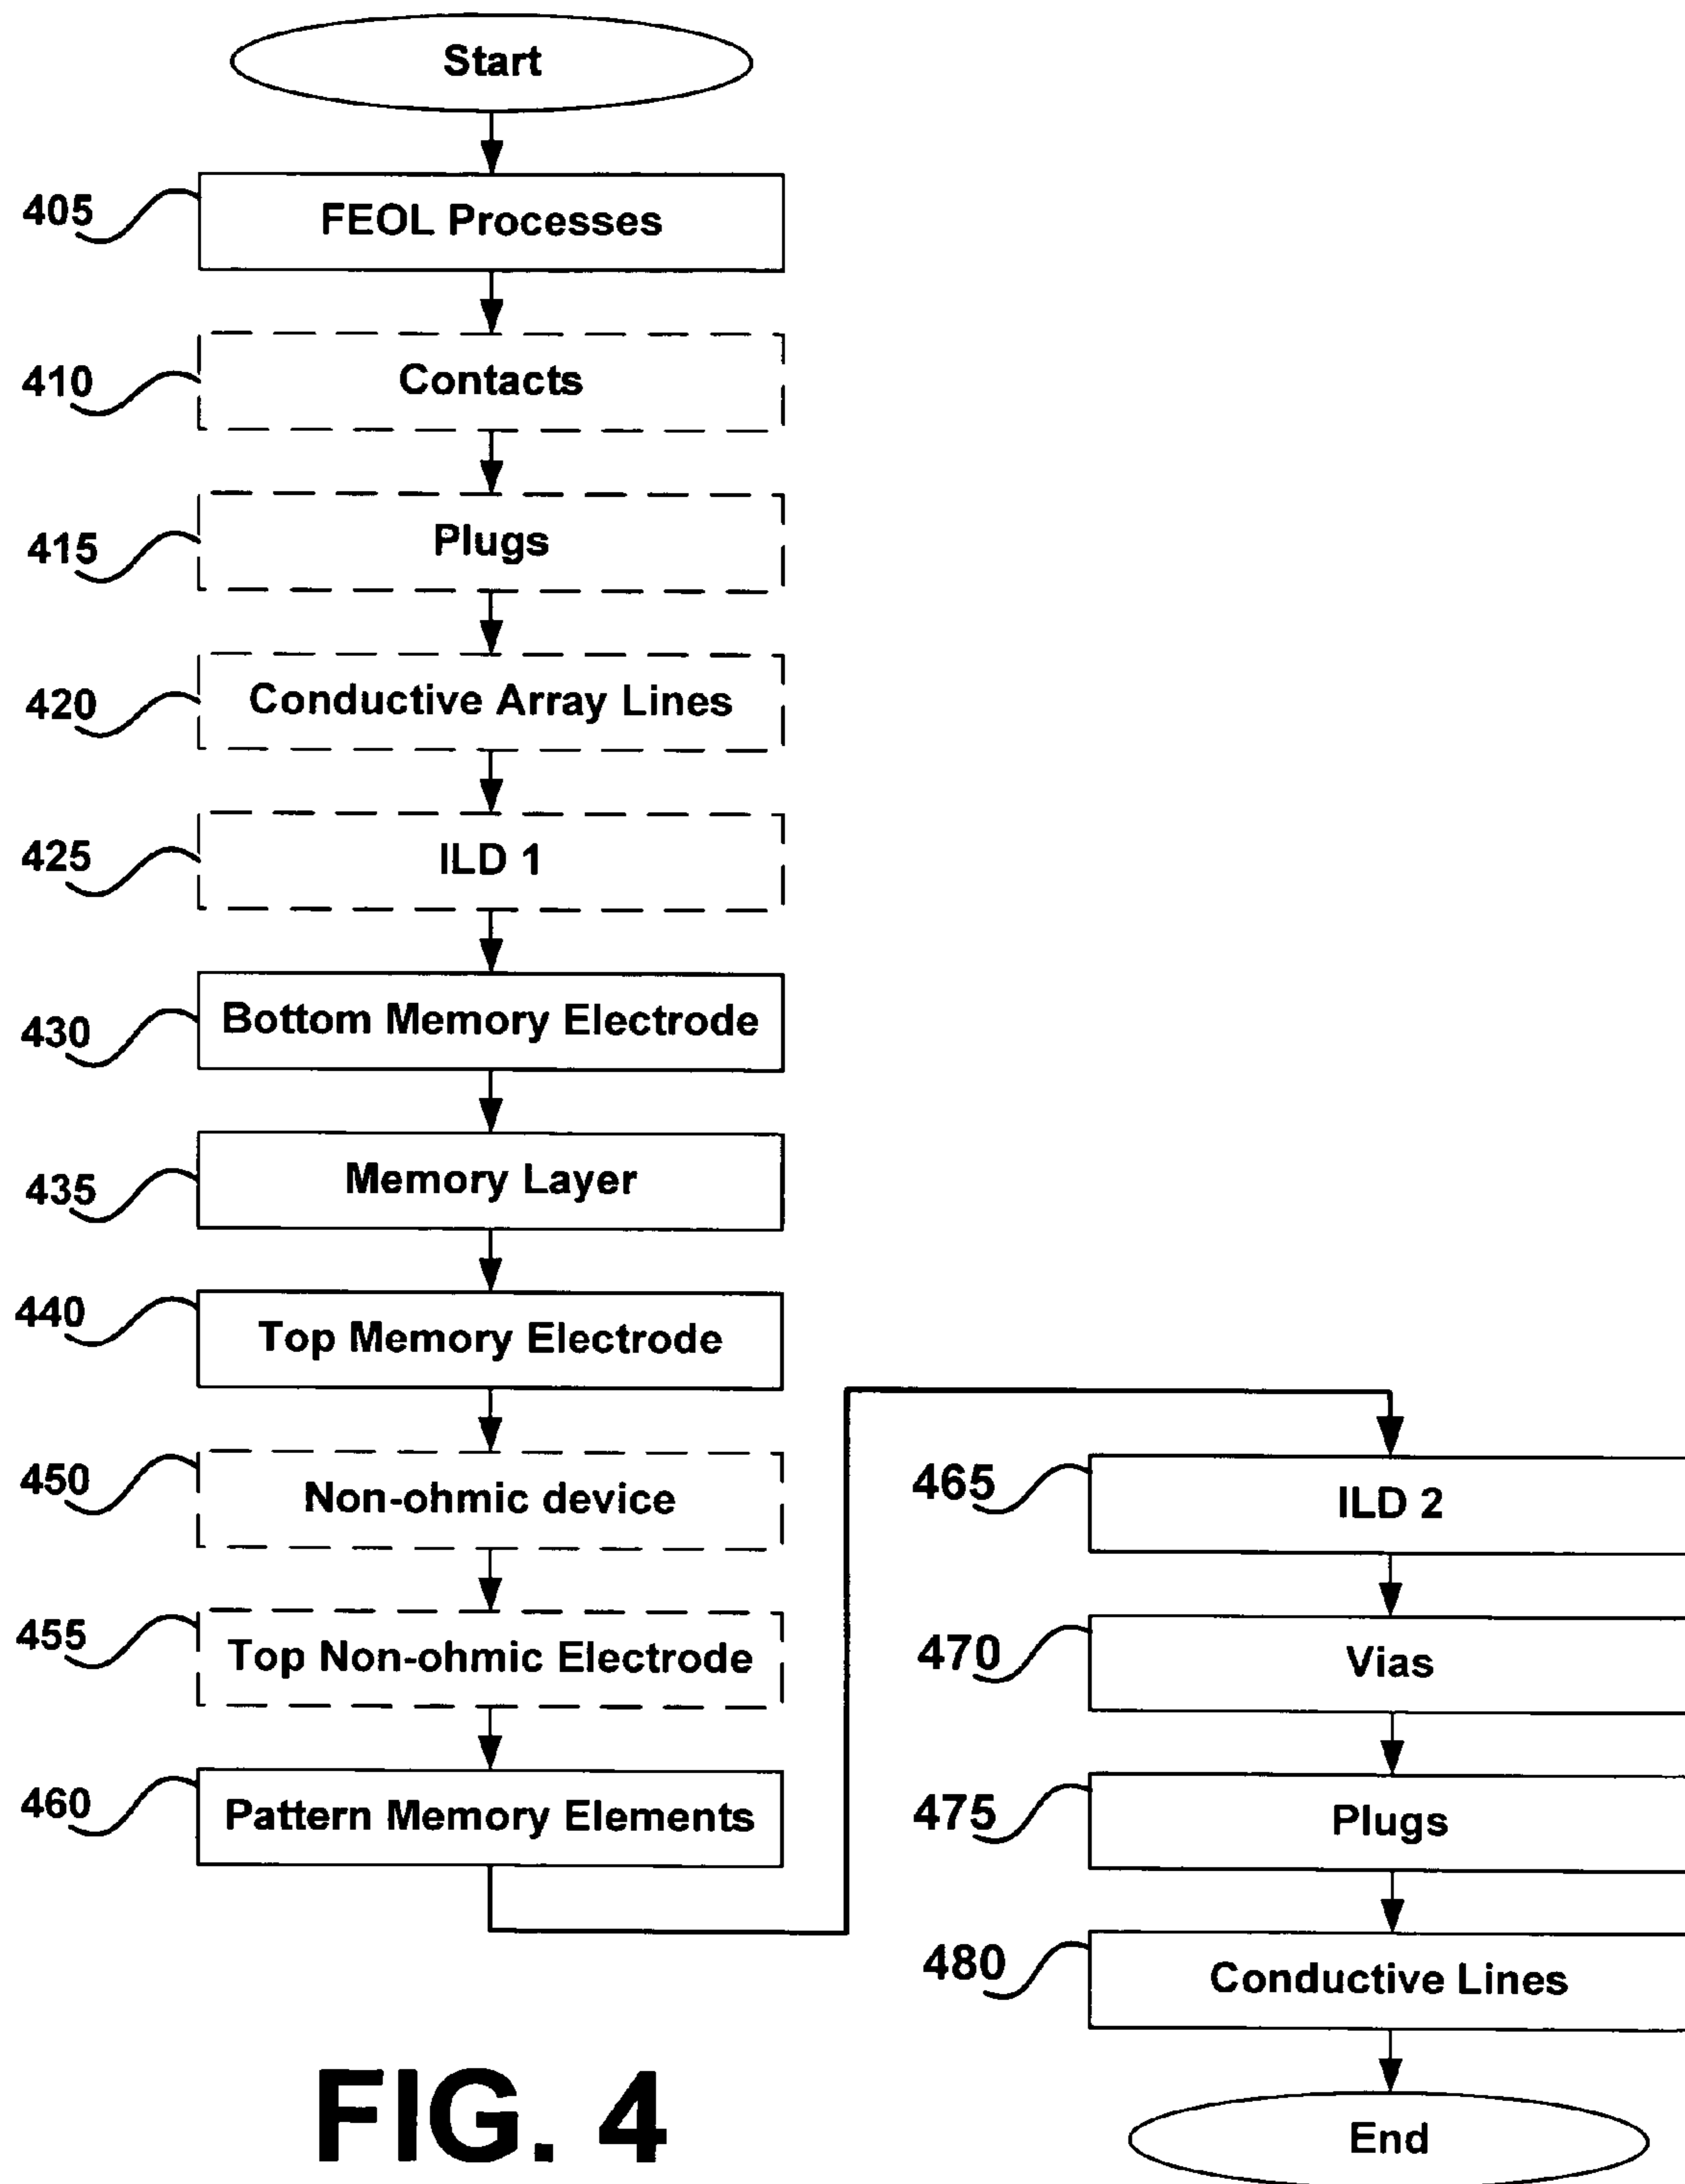 Start
405
FEOL Processes
410
Contacts
415
Plugs
420
Conductive Array Lines
425
ILD 1
430
Bottom Memory Electrode
435
Memory Layer
440
Top Memory Electrode
450
Non-ohmic device
455
Top Non-ohmic Electrode
460
Pattern Memory Elements
465
ILD 2
470
Vias
475
Plugs
480
Conductive Lines
End
FIG. 4